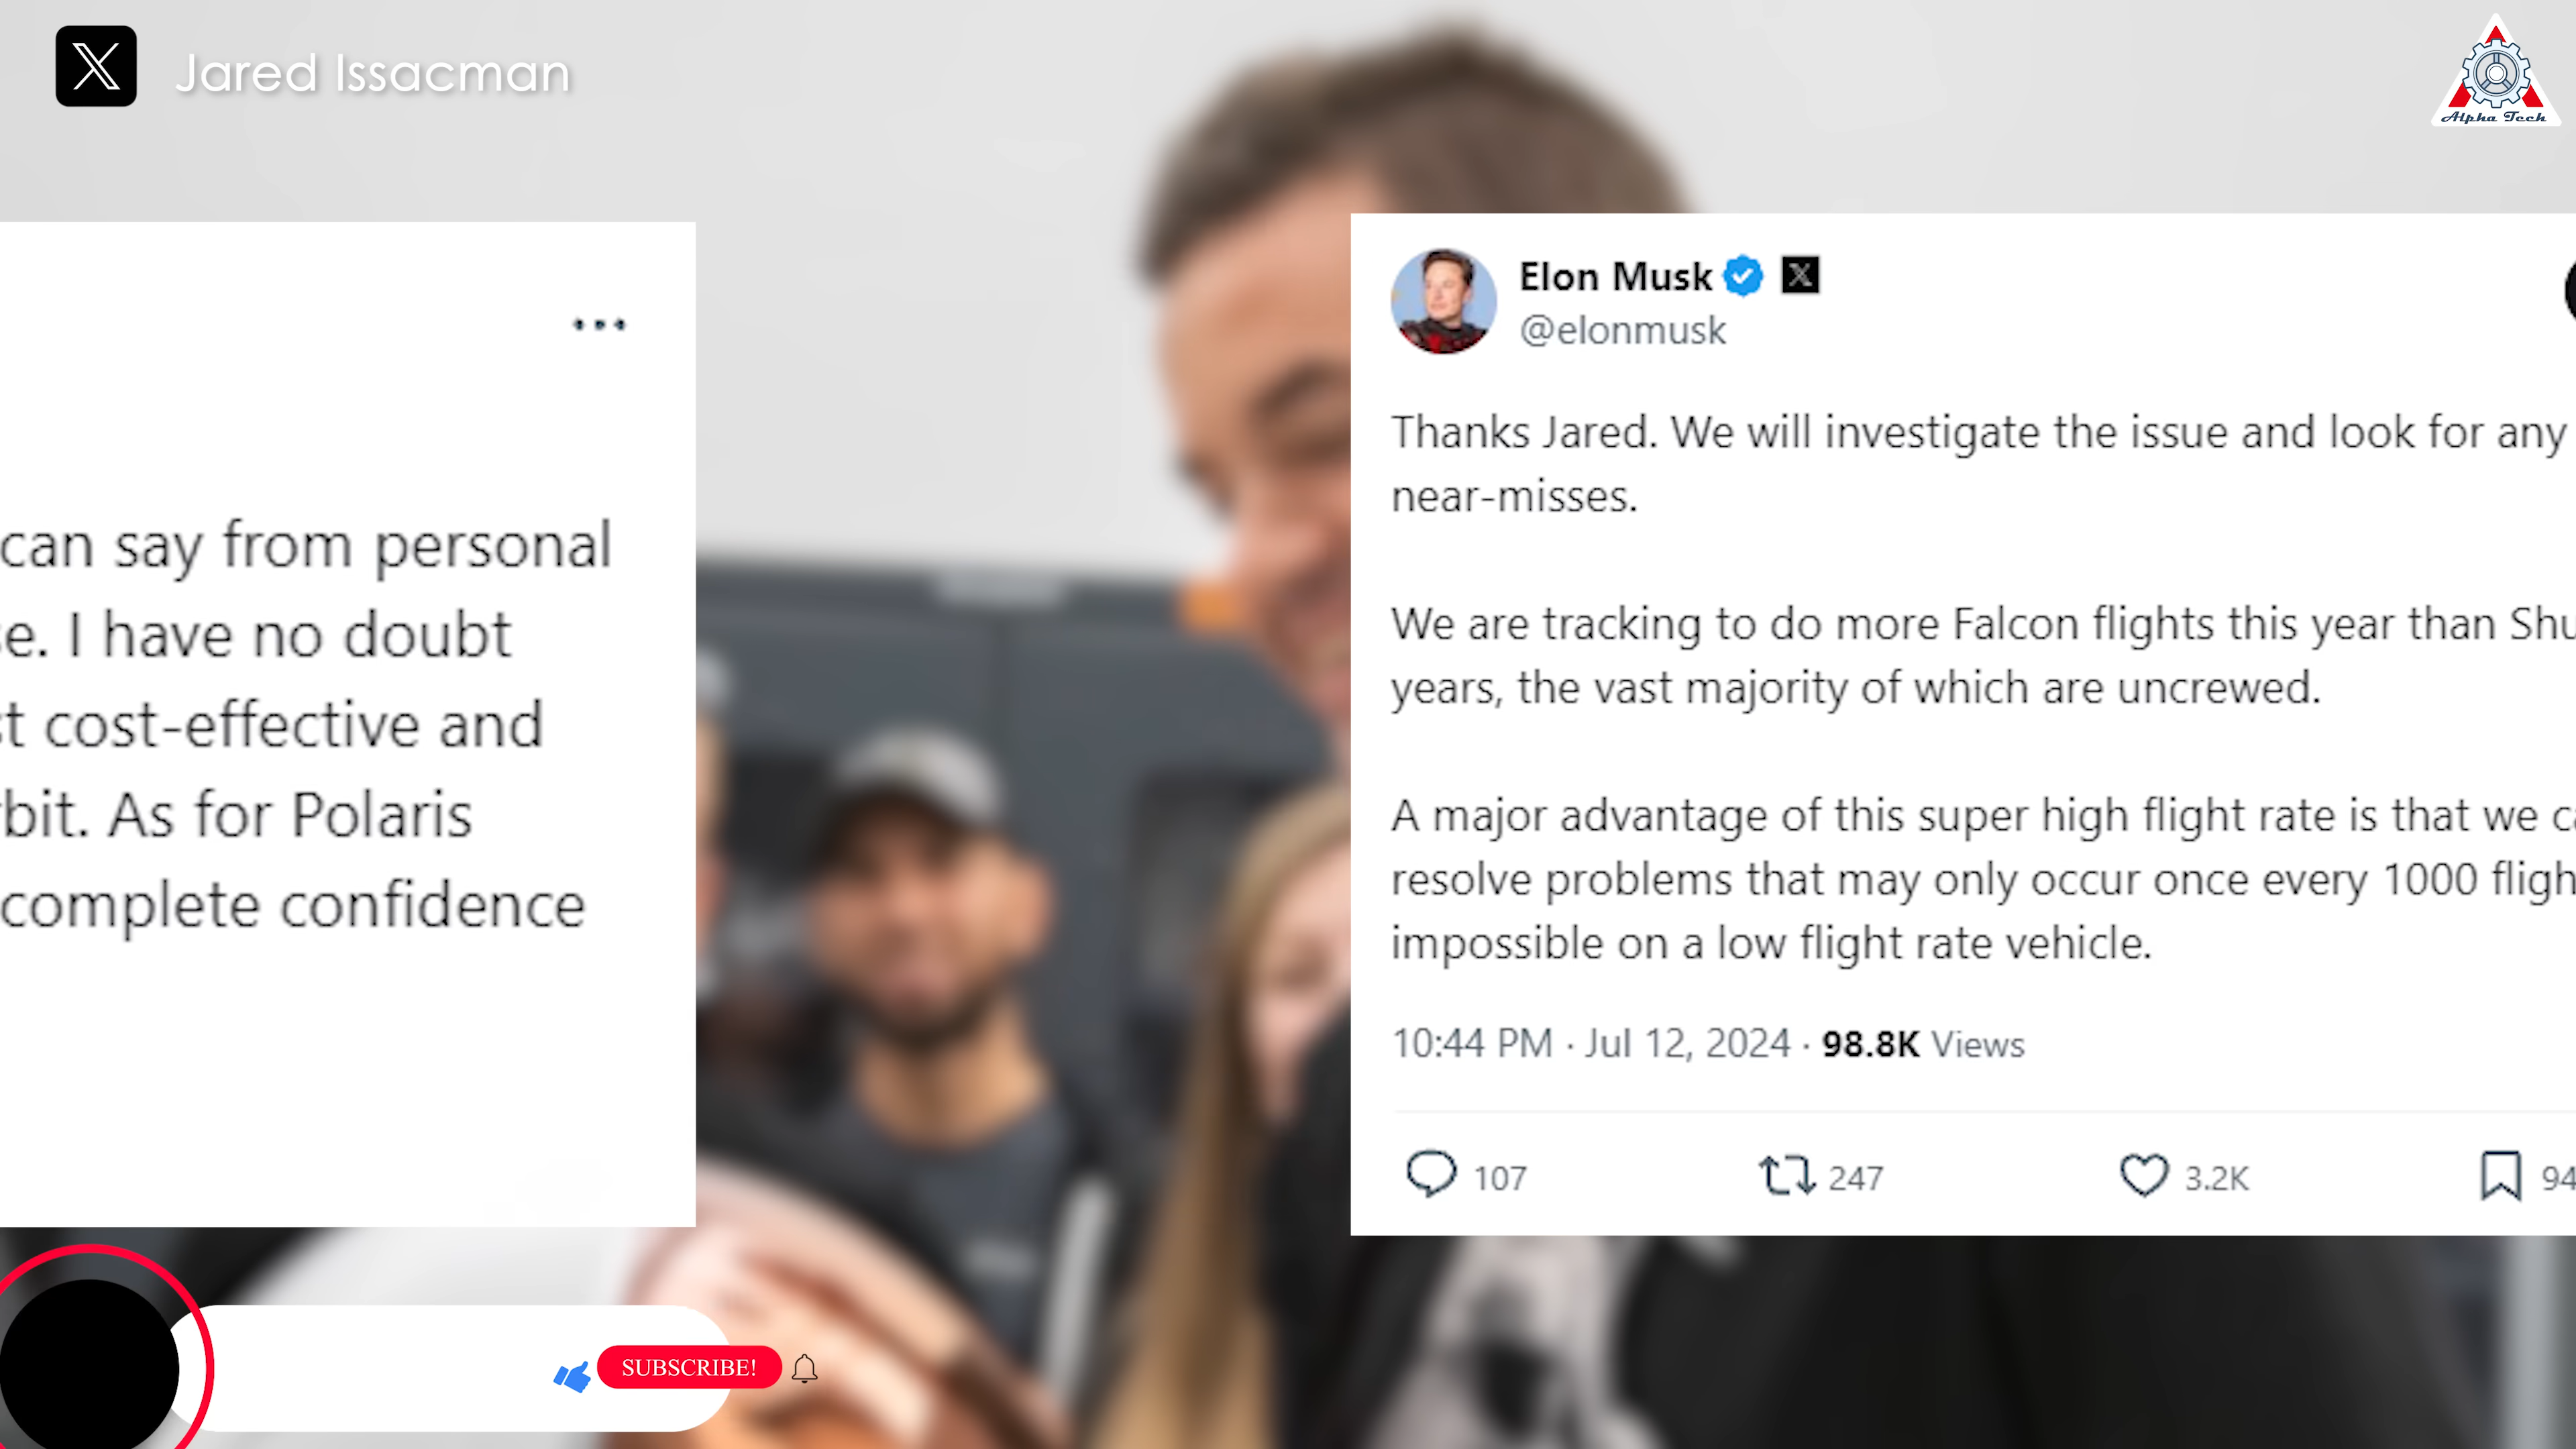 X Jared Issacman
Alpha Tech
can say from personal
I have no doubt
cost-effective and
As for Polaris
complete confidence
Elon Musk
@elonmusk
Thanks Jared. We will investigate the issue and look for any
near-misses.
We are tracking to do more Falcon flights this year than
years, the vast majority of which are uncrewed.
A major advantage of this super high flight rate is that we
resolve problems that may only occur once every 1000
impossible on a low flight rate vehicle.
10:44 PM · Jul 12, 2024 · 98.8K Views
107 247 3.2K 94
SUBSCRIBE!